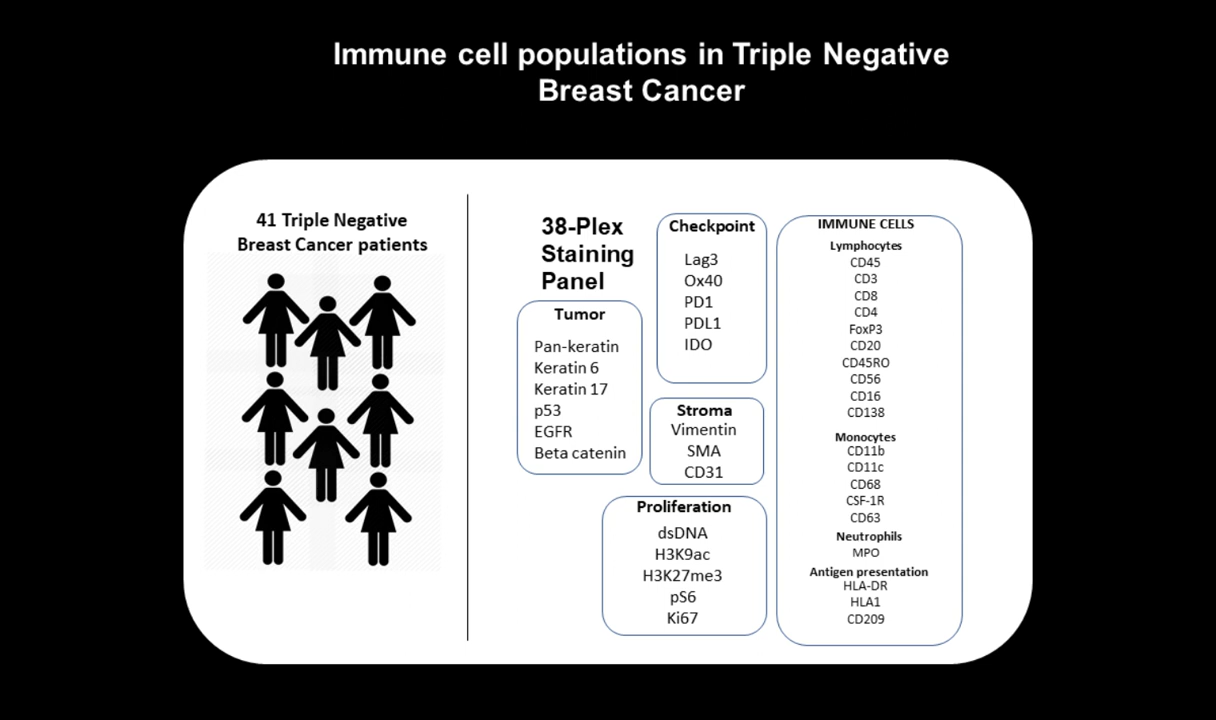 Immune cell populations in Triple Negative
Breast Cancer
41 Triple Negative
Breast Cancer patients
38-Plex
Staining
Panel
Tumor
Pan-keratin
Keratin 6
Keratin 17
p53
EGFR
Beta catenin
Checkpoint
Lag3
Ox40
PD1
PDL1
IDO
Stroma
Vimentin
SMA
CD31
Proliferation
dsDNA
H3K9ac
H3K27me3
pS6
Ki67
IMMUNE CELLS
Lymphocytes
CD45
CD3
CD8
CD4
FoxP3
CD20
CD45RO
CD56
CD16
CD138
Monocytes
CD11b
CD11c
CD68
CSF-1R
CD63
Neutrophils
MPO
Antigen presentation
HLA-DR
HLA1
CD209